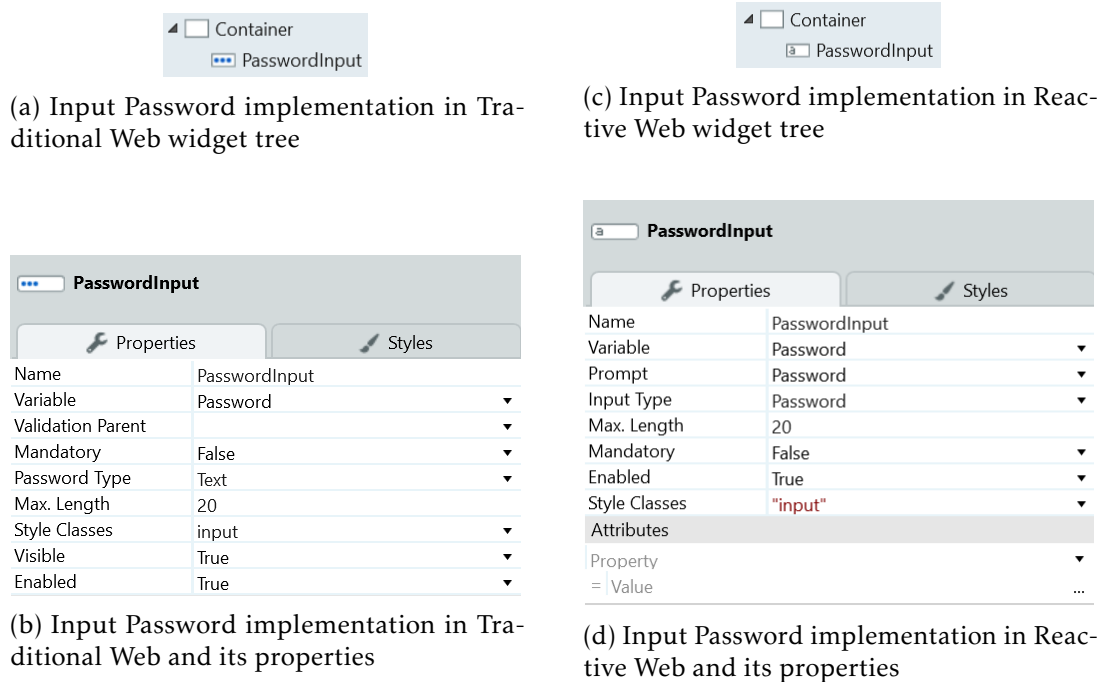 Container
PasswordInput
(a) Input Password implementation in Tra-
ditional Web widget tree
PasswordInput
Properties Styles
Name PasswordInput
Variable Password
Validation Parent
Mandatory False
Password Type Text
Max. Length 20
Style Classes input
Visible True
Enabled True
(b) Input Password implementation in Tra-
ditional Web and its properties
Container
a PasswordInput
(c) Input Password implementation in Reac-
tive Web widget tree
a PasswordInput
Properties Styles
Name PasswordInput
Variable Password
Prompt Password
Input Type Password
Max. Length 20
Mandatory False
Enabled True
Style Classes "input"
Attributes
Property
= Value ...
(d) Input Password implementation in Reac-
tive Web and its properties